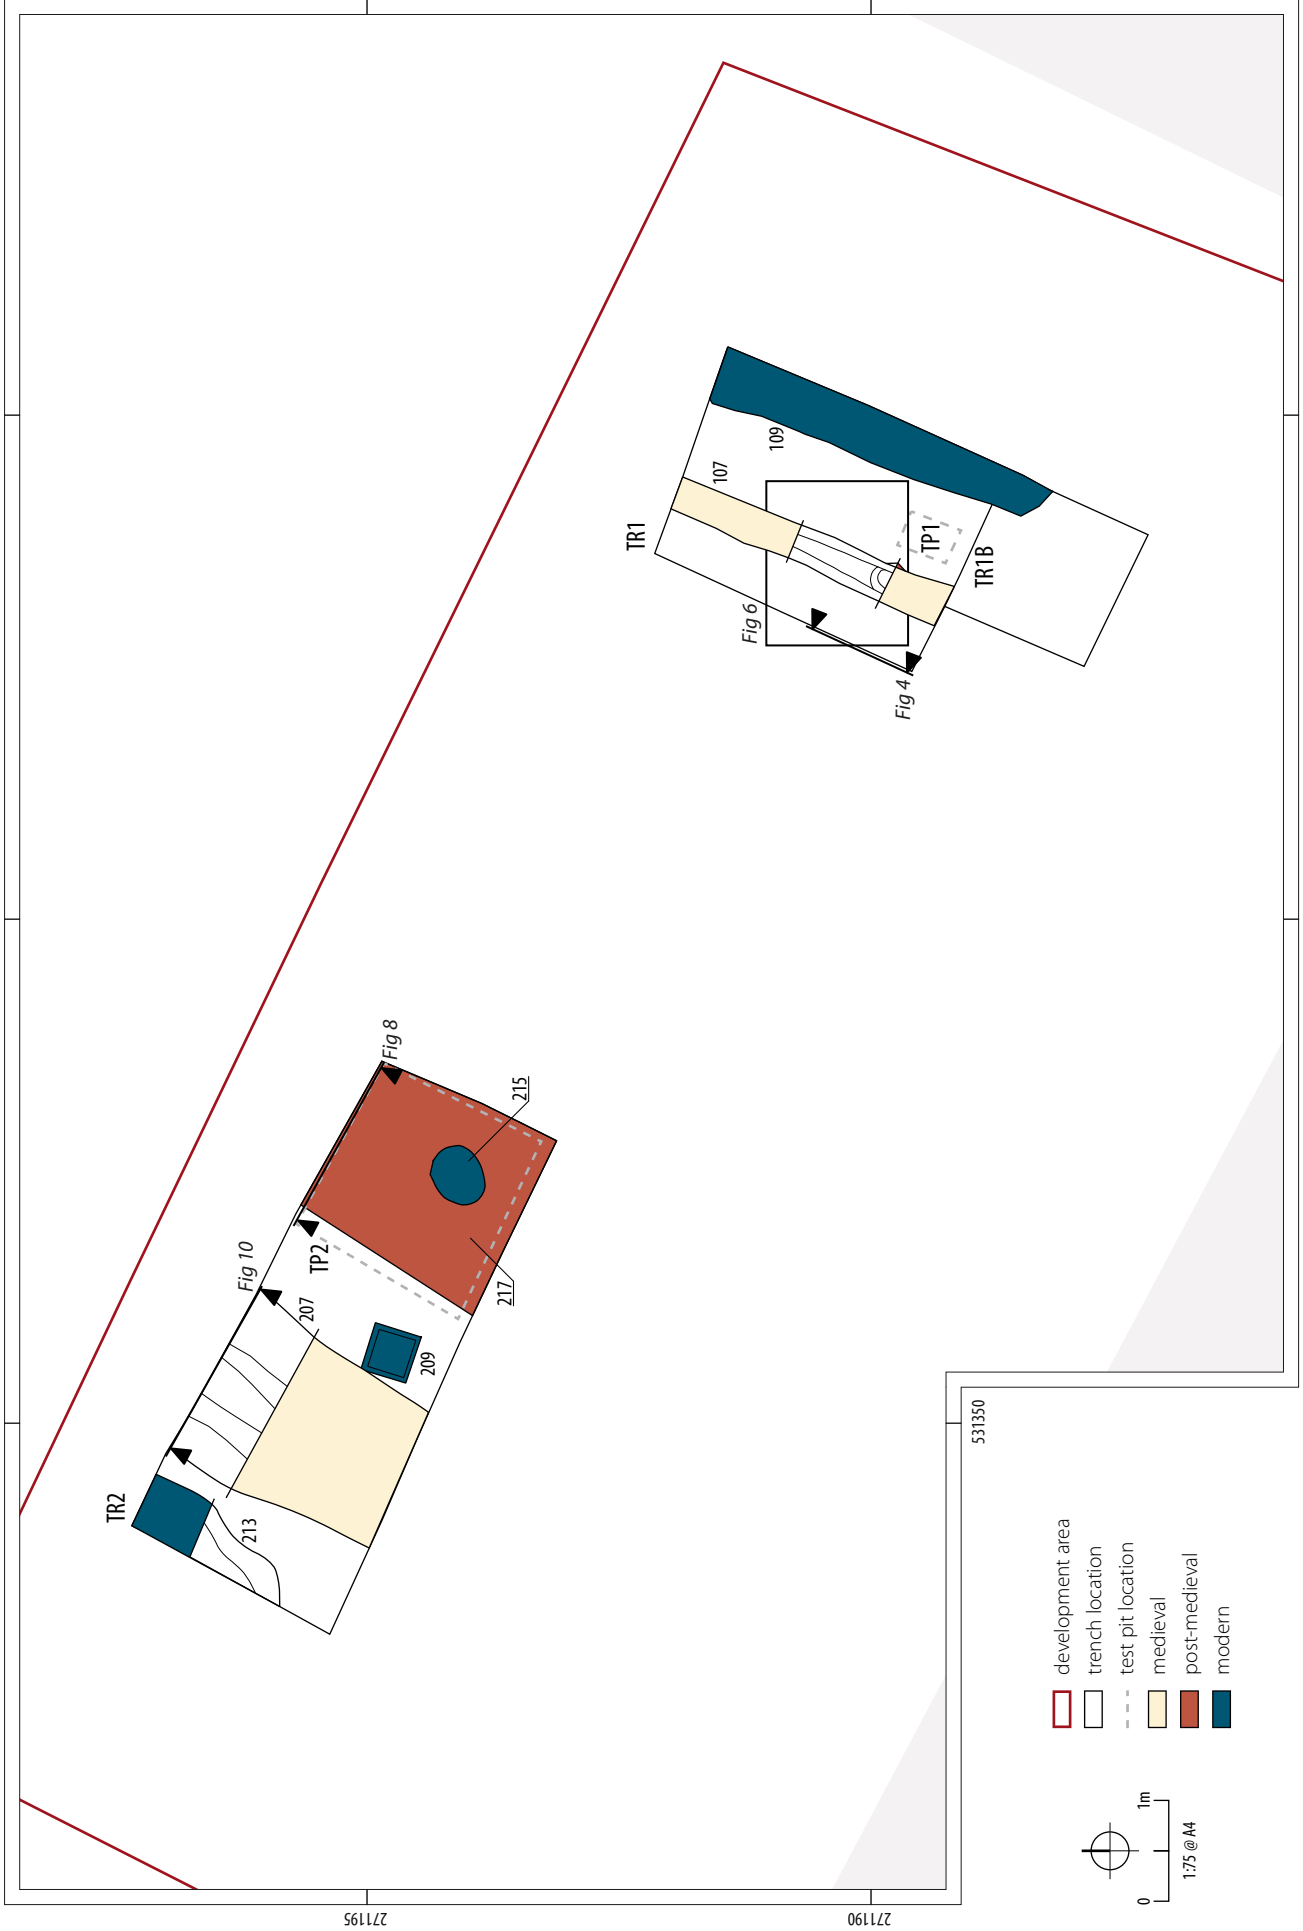 TR2
213
Fig 10
207
209
TP2
217
215
Fig 8
TR1
107
109
Fig 6
TP1
TR1B
Fig 4
271195
271190
531350
development area
trench location
test pit location
medieval
post-medieval
modern
0
1m
1:75 @ A4